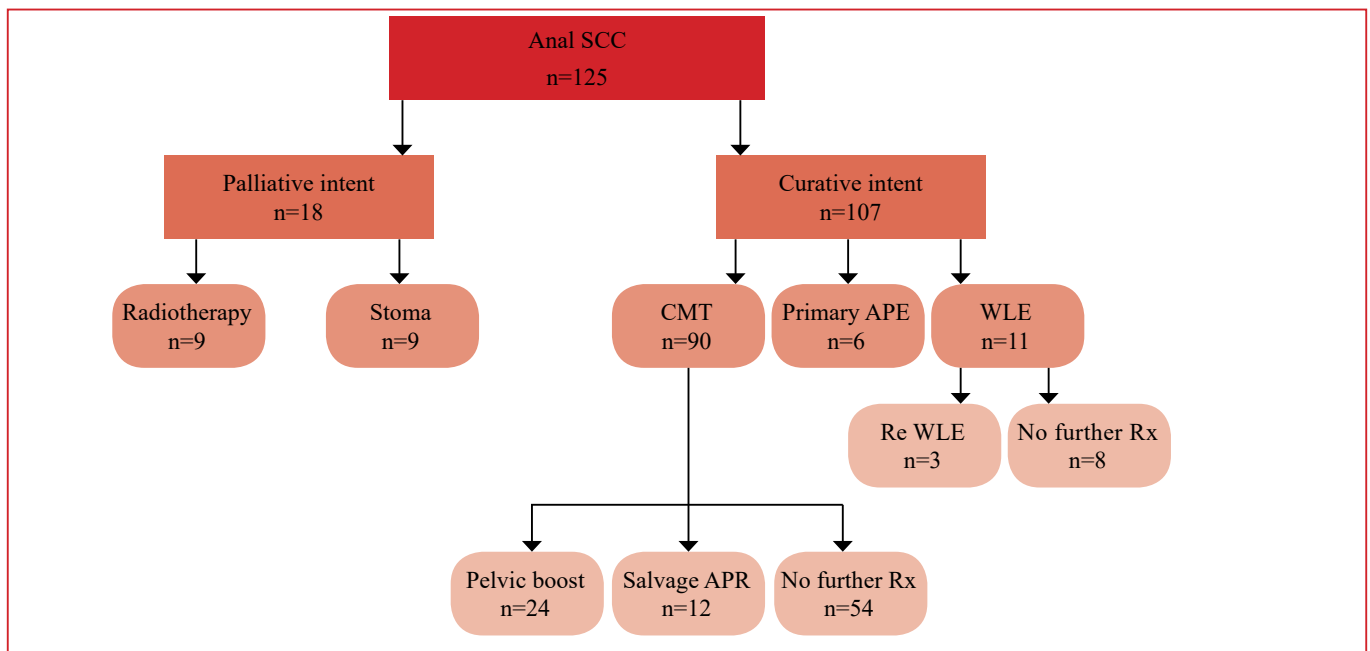 Anal SCC
n=125
Palliative intent
n=18
Curative intent
n=107
Radiotherapy
n=9
Stoma
n=9
CMT
n=90
Primary APE
n=6
WLE
n=11
Re WLE
n=3
No further Rx
n=8
Pelvic boost
n=24
Salvage APR
n=12
No further Rx
n=54